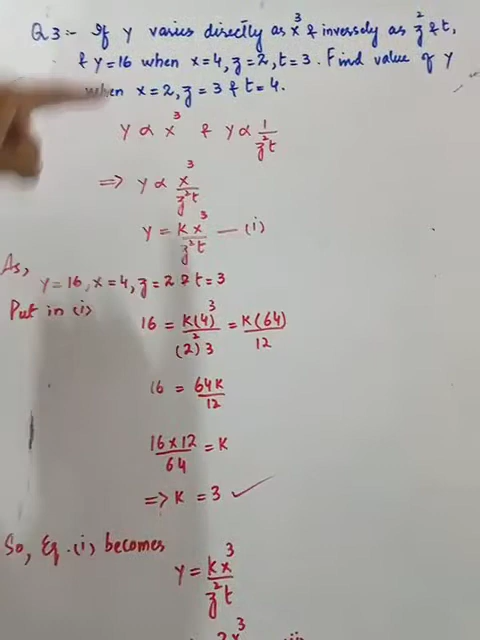 Q3:- If y varies directly as x³ & inversely as z² & t,
& y=16 when x=4, z=2, t=3. Find value of y
when x=2, z=3 & t=4.
y ∝ x³ & y ∝ 1/z²t
=> y ∝ x³/z²t
y = kx³/z²t — (i)
As,
y=16, x=4, z=2 & t=3
Put in (i)
16 = k(4)³/(2)²3 = k(64)/12
16 = 64k/12
16×12/64 = k
=> k = 3 ✓
So, Eq.(i) becomes
y = kx³/z²t